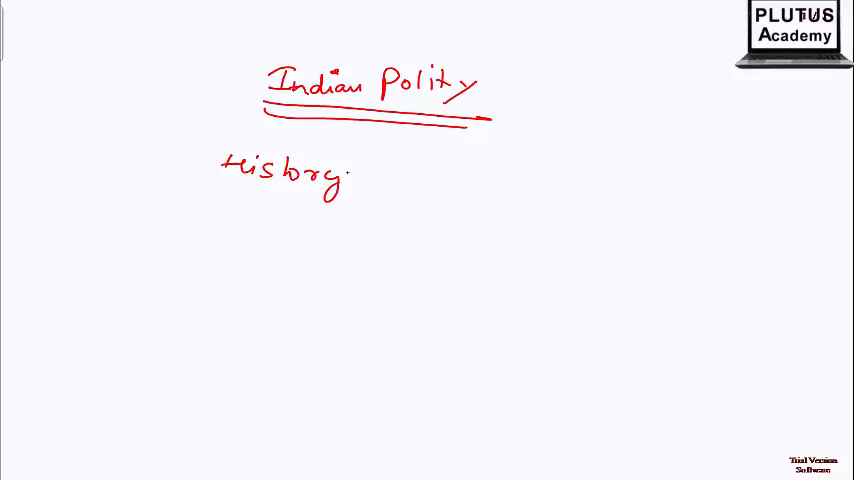 PLUTUS
Academy
Indian Polity
History
Trial Version
Software